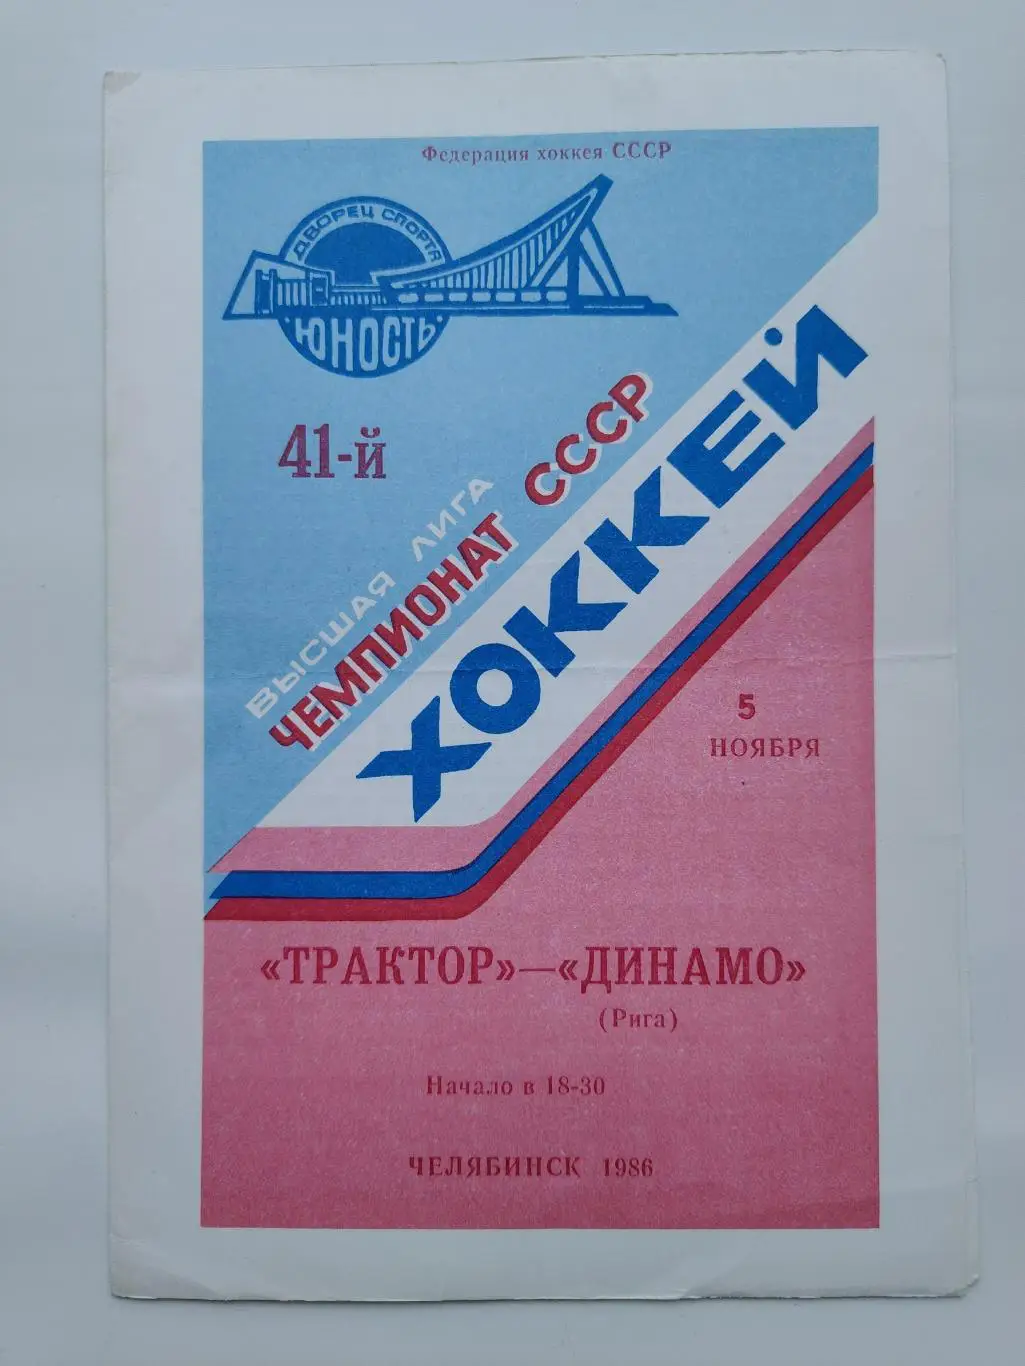 Федерация хоккея СССР
ДВОРЕЦ СПОРТА
ЮНОСТЬ
41-й
ВЫСШАЯ ЛИГА
ЧЕМПИОНАТ СССР
ХОККЕЙ
5
НОЯБРЯ
«ТРАКТОР»—«ДИНАМО»
(Рига)
Начало в 18-30
ЧЕЛЯБИНСК 1986